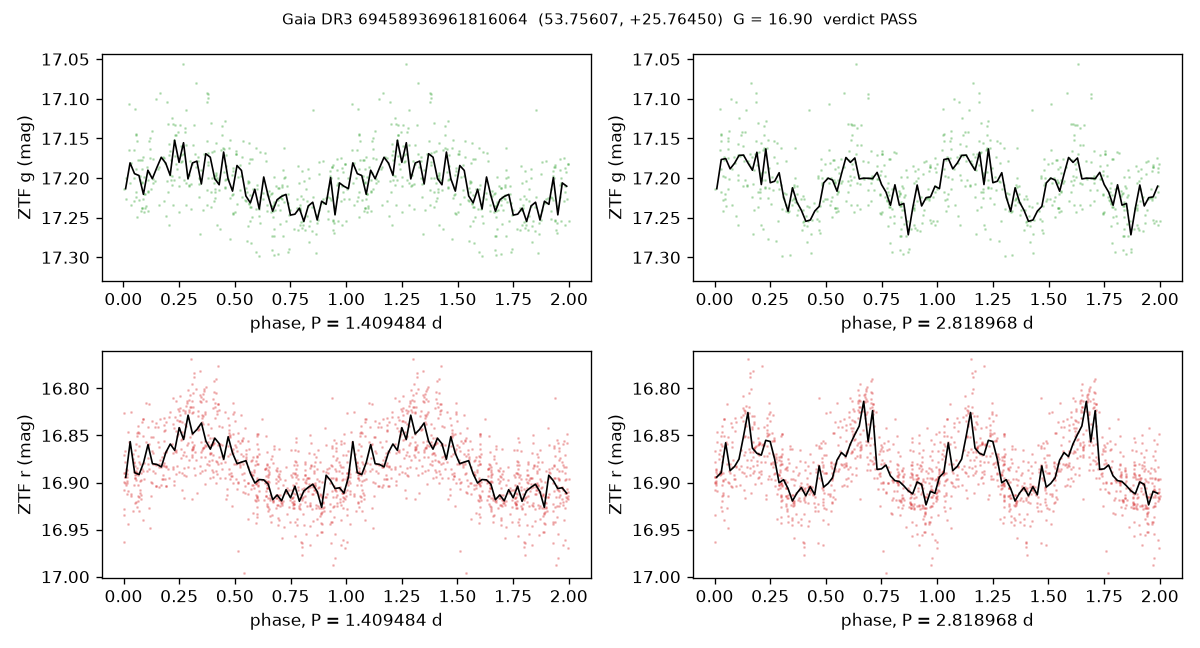 Gaia DR3 69458936961816064  (53.75607, +25.76450)  G = 16.90  verdict PASS
ZTF g (mag)
17.05
17.10
17.15
17.20
17.25
17.30
0.00 0.25 0.50 0.75 1.00 1.25 1.50 1.75 2.00
phase, P = 1.409484 d
ZTF g (mag)
17.05
17.10
17.15
17.20
17.25
17.30
0.00 0.25 0.50 0.75 1.00 1.25 1.50 1.75 2.00
phase, P = 2.818968 d
ZTF r (mag)
16.80
16.85
16.90
16.95
17.00
0.00 0.25 0.50 0.75 1.00 1.25 1.50 1.75 2.00
phase, P = 1.409484 d
ZTF r (mag)
16.80
16.85
16.90
16.95
17.00
0.00 0.25 0.50 0.75 1.00 1.25 1.50 1.75 2.00
phase, P = 2.818968 d